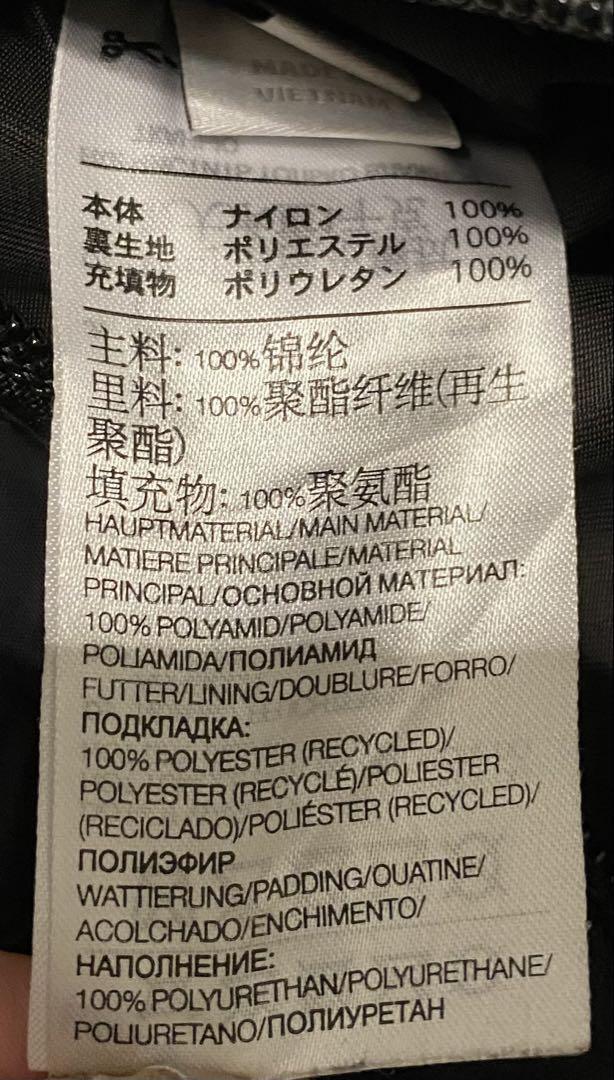 MADE
VIETNAM
本体 ナイロン 100%
裏生地 ポリエステル 100%
充填物 ポリウレタン 100%
主料: 100%锦纶
里料: 100%聚酯纤维(再生
聚酯)
填充物: 100%聚氨酯
HAUPTMATERIAL/MAIN MATERIAL/
MATIERE PRINCIPALE/MATERIAL
PRINCIPAL/ОСНОВНОЙ МАТЕРИАЛ:
100% POLYAMID/POLYAMIDE/
POLIAMIDA/ПОЛИАМИД
FUTTER/LINING/DOUBLURE/FORRO/
ПОДКЛАДКА:
100% POLYESTER (RECYCLED)/
POLYESTER (RECYCLÉ)/POLIESTER
(RECICLADO)/POLIÉSTER (RECYCLED)/
ПОЛИЭФИР
WATTIERUNG/PADDING/OUATINE/
ACOLCHADO/ENCHIMENTO/
НАПОЛНЕНИЕ:
100% POLYURETHAN/POLYURETHANE/
POLIURETANO/ПОЛИУРЕТАН